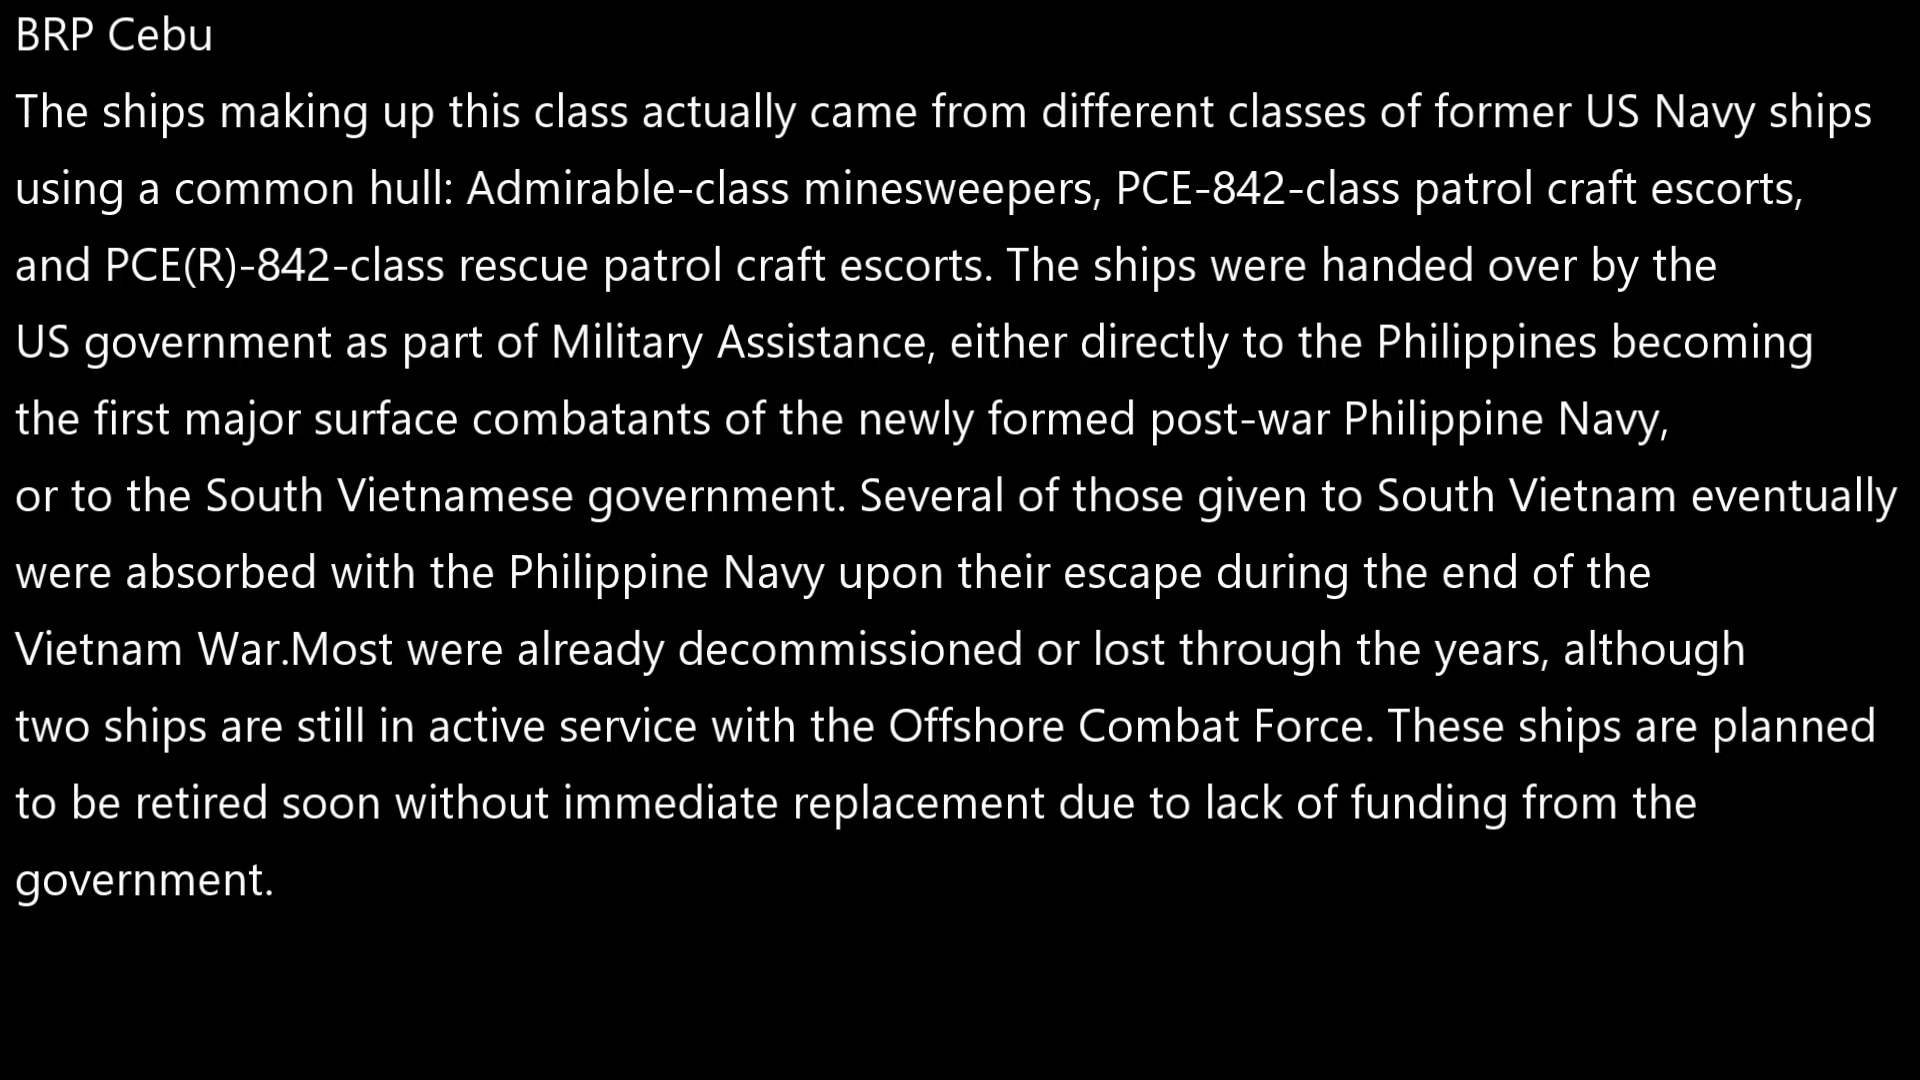 BRP Cebu
The ships making up this class actually came from different classes of former US Navy ships
using a common hull: Admirable-class minesweepers, PCE-842-class patrol craft escorts,
and PCE(R)-842-class rescue patrol craft escorts. The ships were handed over by the
US government as part of Military Assistance, either directly to the Philippines becoming
the first major surface combatants of the newly formed post-war Philippine Navy,
or to the South Vietnamese government. Several of those given to South Vietnam eventually
were absorbed with the Philippine Navy upon their escape during the end of the
Vietnam War.Most were already decommissioned or lost through the years, although
two ships are still in active service with the Offshore Combat Force. These ships are planned
to be retired soon without immediate replacement due to lack of funding from the
government.